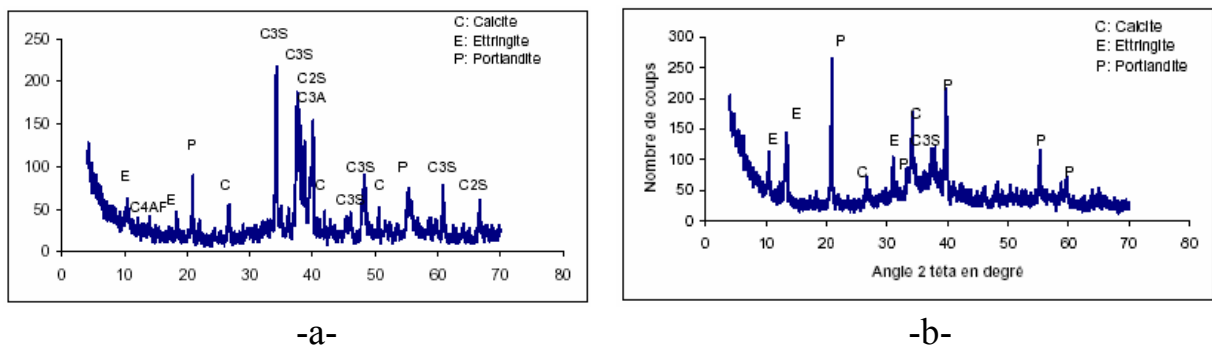 C: Calcite
E: Ettringite
P: Portlandite
250
200
150
100
50
0
C3S
C3S
C2S
C3A
P
E
C4AF
E
C
C
C3S
C3S
C
P
C3S
C2S
0 10 20 30 40 50 60 70 80
-a-
C: Calcite
E: Ettringite
P: Portlandite
Nombre de coups
300
250
200
150
100
50
0
P
E
E
C
E
P
C
C3S
P
P
P
0 10 20 30 40 50 60 70
Angle 2 téta en degré
-b-